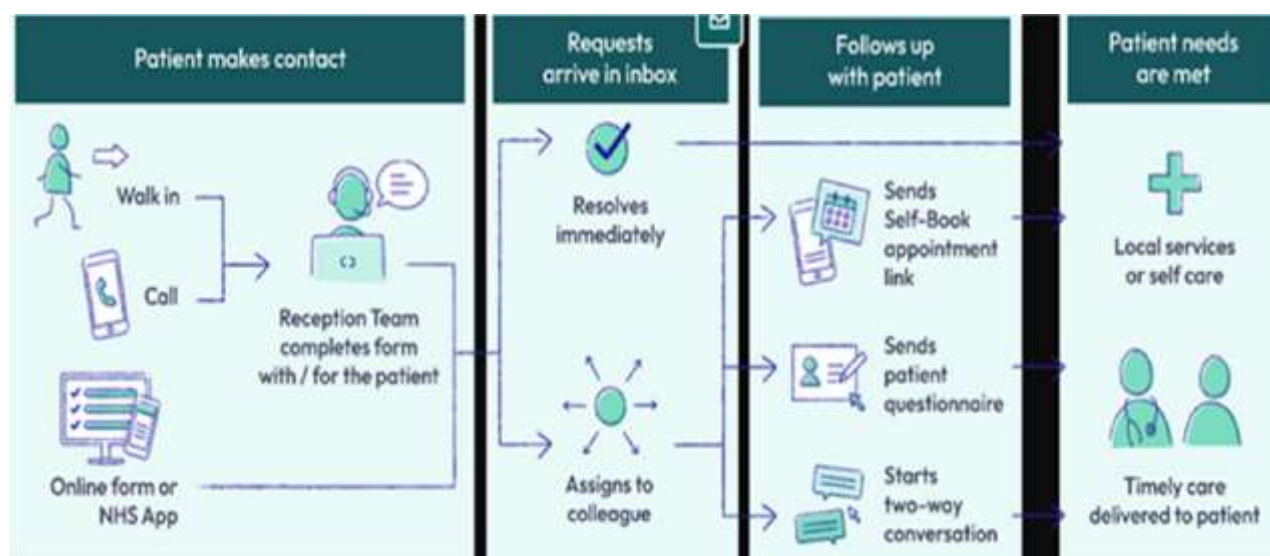 Patient makes contact
Requests
arrive in inbox
Follows up
with patient
Patient needs
are met
Walk in
Call
Reception Team
completes form
with / for the patient
Online form or
NHS App
Resolves
immediately
Assigns to
colleague
Sends
Self-Book
appointment
link
Sends
patient
questionnaire
Starts
two-way
conversation
Local services
or self care
Timely care
delivered to patient